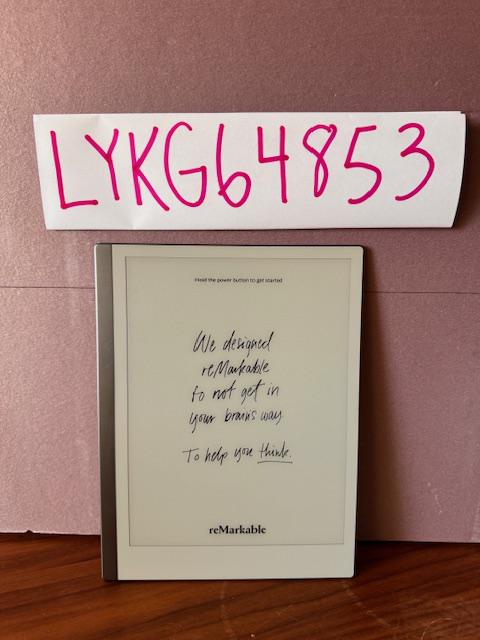 LYKG64853
Hold the power button to get started
We designed
reMarkable
to not get in
your brain's way.
To help you think.
reMarkable